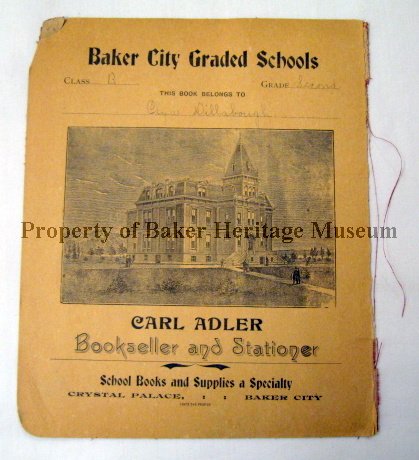 Baker City Graded Schools
CLASS B GRADE Second
THIS BOOK BELONGS TO
Property of Baker Heritage Museum
CARL ADLER
Bookseller and Stationer
School Books and Supplies a Specialty
CRYSTAL PALACE, : : BAKER CITY